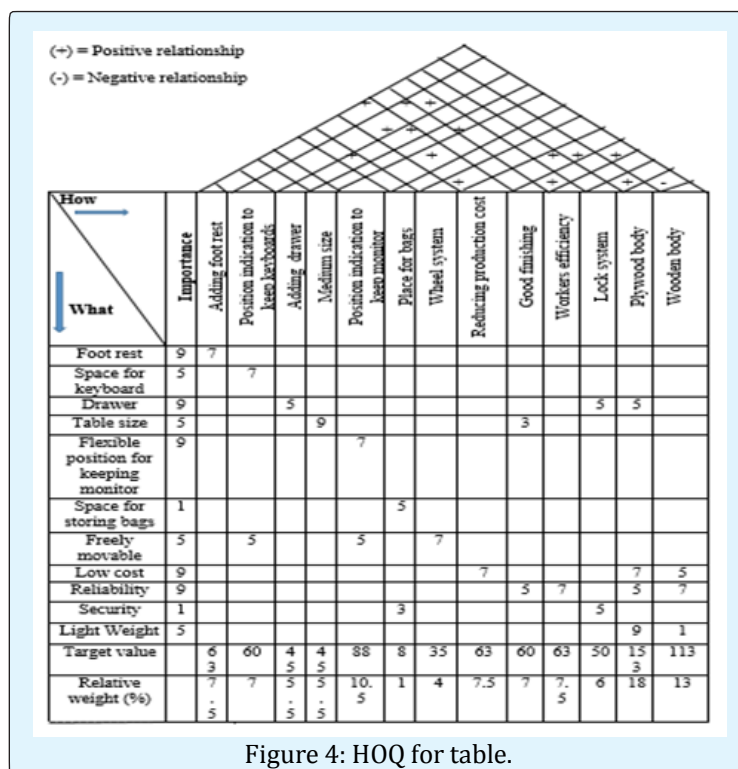 (+) = Positive relationship
(-) = Negative relationship
+ + +
+ + +
+ + + + +
+ + + -
How
What
Importance
Adding foot rest
Position indication to
keep keyboards
Adding drawer
Medium size
Position indication to
keep monitor
Place for bags
Wheel system
Reducing production cost
Good finishing
Workers efficiency
Lock system
Plywood body
Wooden body
Foot rest 9 7
Space for
keyboard 5 7
Drawer 9 5 5 5
Table size 5 9 3
Flexible
position for
keeping
monitor 9 7
Space for
storing bags 1 5
Freely
movable 5 5 5 7
Low cost 9 7 7 5
Reliability 9 5 7 5 7
Security 1 3 5
Light Weight 5 9 1
Target value 63 60 45 45 88 8 35 63 60 63 50 153 113
Relative
weight (%) 7.5 7 5.5 5.5 10.5 1 4 7.5 7 7.5 6 18 13
Figure 4: HOQ for table.